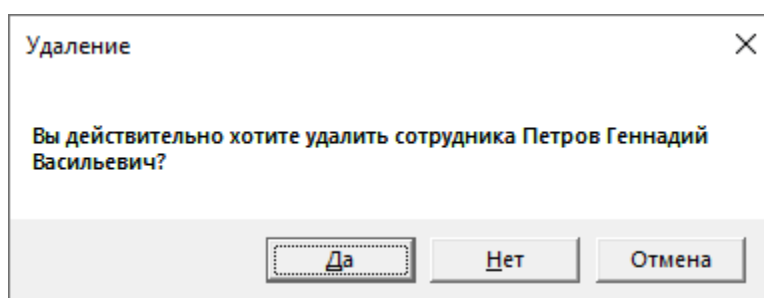 Удаление
Вы действительно хотите удалить сотрудника Петров Геннадий
Васильевич?
Да Нет Отмена